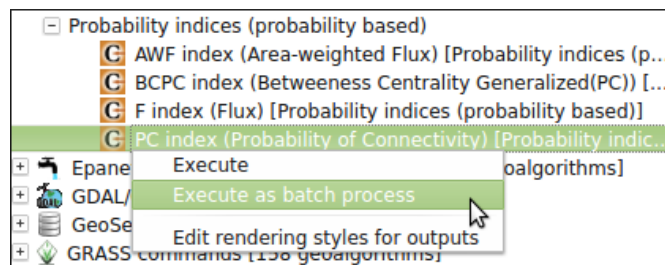 Probability indices (probability based)
AWF index (Area-weighted Flux) [Probability indices (p...
BCPC index (Betweeness Centrality Generalized(PC)) [...
F index (Flux) [Probability indices (probability based)]
PC index (Probability of Connectivity) [Probability indic...
Execute
Epane oalgorithms]
Execute as batch process
GDAL/
GeoSe
Edit rendering styles for outputs
GRASS commands [158 geoalgorithms]